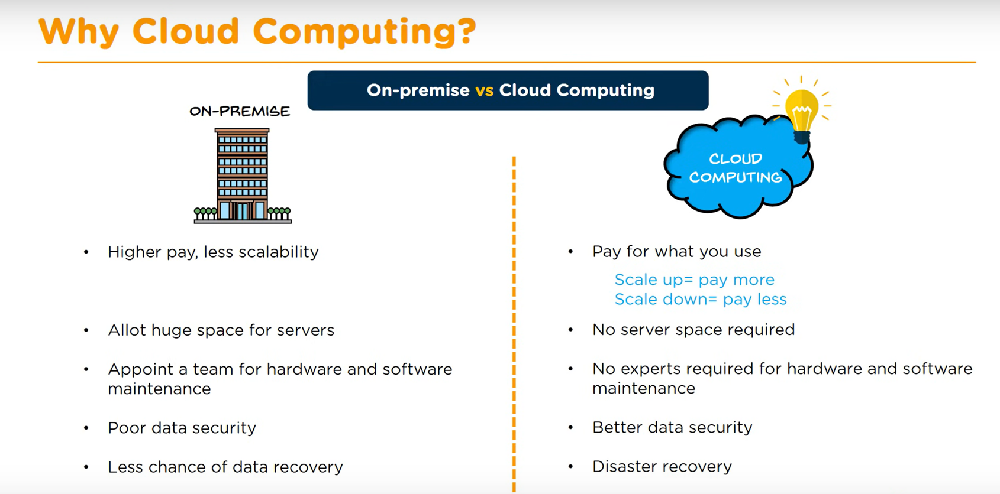 Why Cloud Computing?
On-premise vs Cloud Computing
ON-PREMISE
• Higher pay, less scalability
• Allot huge space for servers
• Appoint a team for hardware and software
maintenance
• Poor data security
• Less chance of data recovery
CLOUD
COMPUTING
• Pay for what you use
Scale up= pay more
Scale down= pay less
• No server space required
• No experts required for hardware and software
maintenance
• Better data security
• Disaster recovery